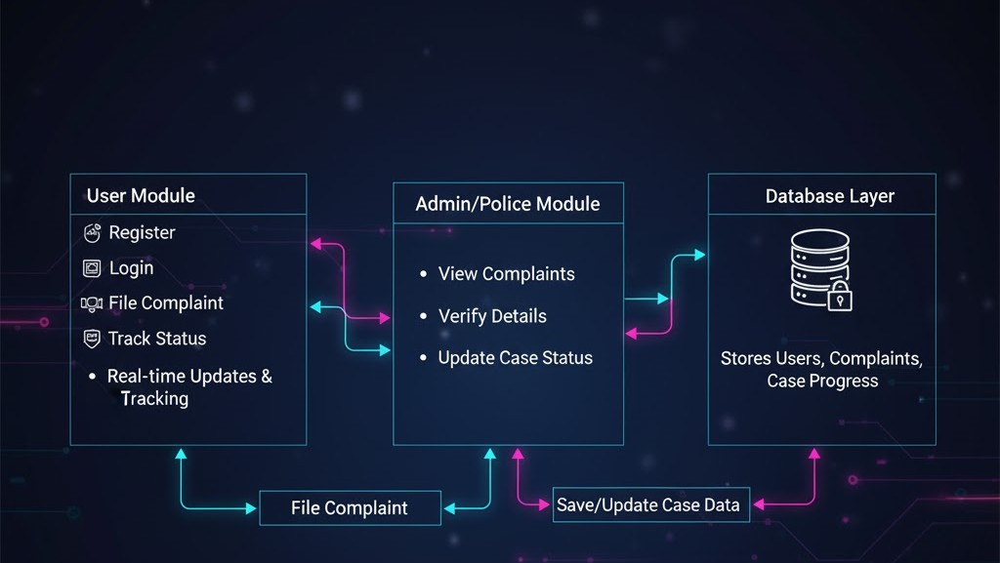 User Module
Register
Login
File Complaint
Track Status
• Real-time Updates &
Tracking
Admin/Police Module
• View Complaints
• Verify Details
• Update Case Status
Database Layer
Stores Users, Complaints,
Case Progress
File Complaint
Save/Update Case Data